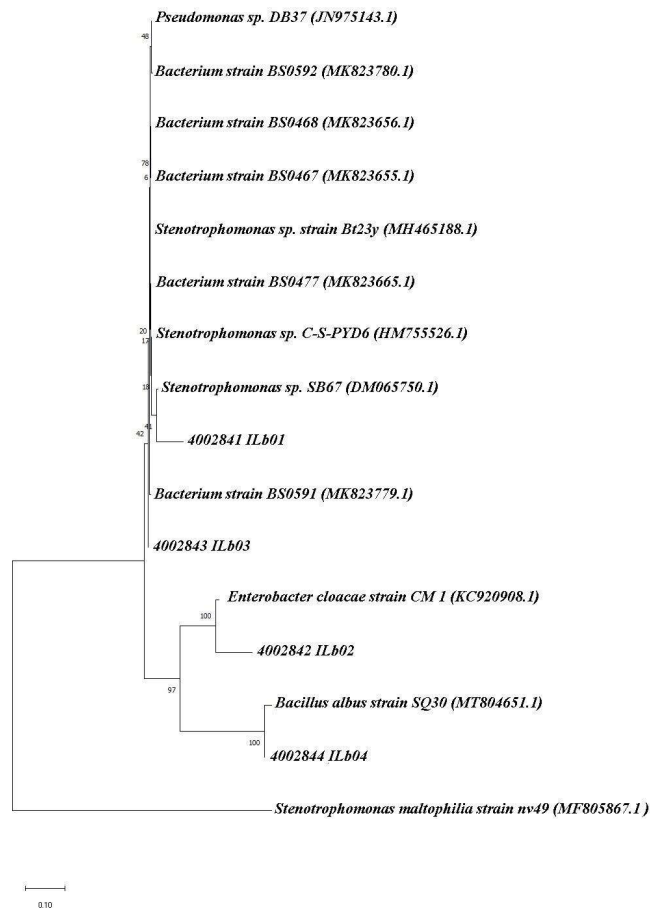 Pseudomonas sp. DB37 (JN975143.1)
48
Bacterium strain BS0592 (MK823780.1)
Bacterium strain BS0468 (MK823656.1)
78
6
Bacterium strain BS0467 (MK823655.1)
Stenotrophomonas sp. strain Bt23y (MH465188.1)
Bacterium strain BS0477 (MK823665.1)
20
17
Stenotrophomonas sp. C-S-PYD6 (HM755526.1)
18
Stenotrophomonas sp. SB67 (DM065750.1)
41
42
4002841 ILb01
Bacterium strain BS0591 (MK823779.1)
4002843 ILb03
Enterobacter cloacae strain CM 1 (KC920908.1)
100
4002842 ILb02
97
Bacillus albus strain SQ30 (MT804651.1)
100
4002844 ILb04
Stenotrophomonas maltophilia strain nv49 (MF805867.1)
0.10